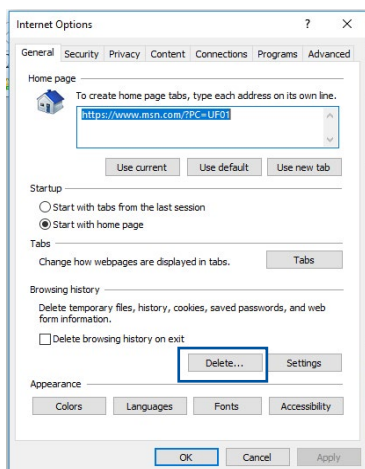 Internet Options
? X
General Security Privacy Content Connections Programs Advanced
Home page
To create home page tabs, type each address on its own line.
https://www.msn.com/?PC=UF01
Use current Use default Use new tab
Startup
Start with tabs from the last session
Start with home page
Tabs
Change how webpages are displayed in tabs. Tabs
Browsing history
Delete temporary files, history, cookies, saved passwords, and web
form information.
Delete browsing history on exit
Delete... Settings
Appearance
Colors Languages Fonts Accessibility
OK Cancel Apply